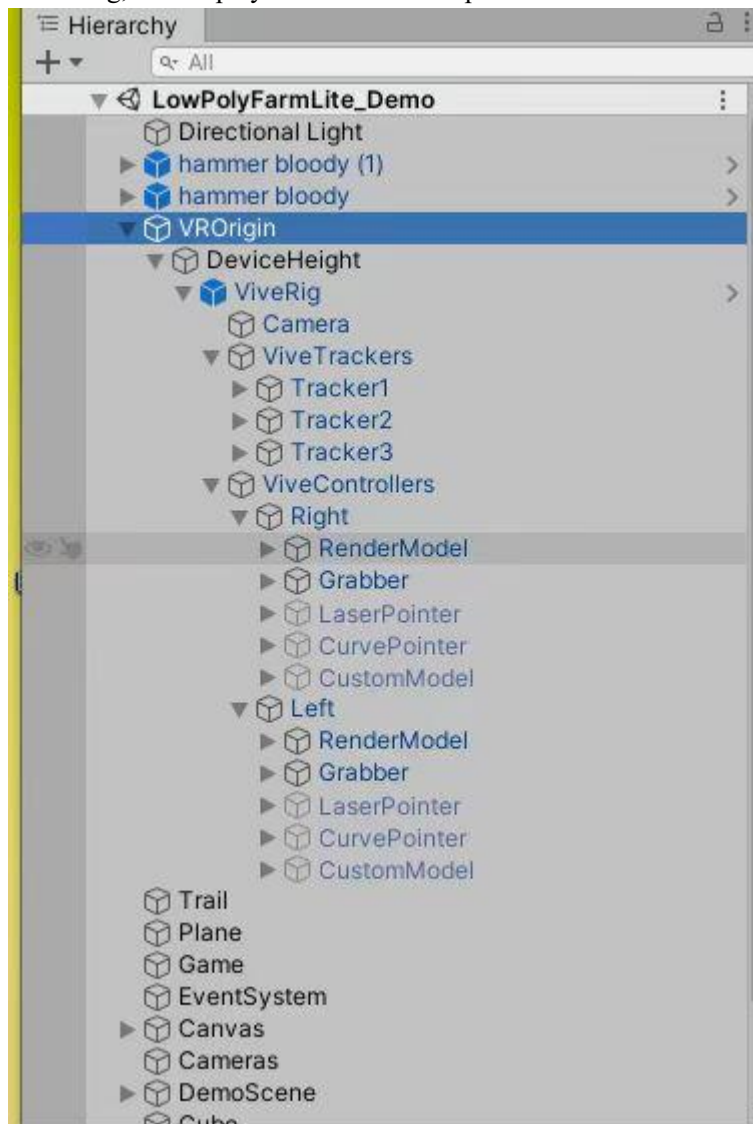 Hierarchy
All
LowPolyFarmLite_Demo
Directional Light
hammer bloody (1)
hammer bloody
VROrigin
DeviceHeight
ViveRig
Camera
ViveTrackers
Tracker1
Tracker2
Tracker3
ViveControllers
Right
RenderModel
Grabber
LaserPointer
CurvePointer
CustomModel
Left
RenderModel
Grabber
LaserPointer
CurvePointer
CustomModel
Trail
Plane
Game
EventSystem
Canvas
Cameras
DemoScene